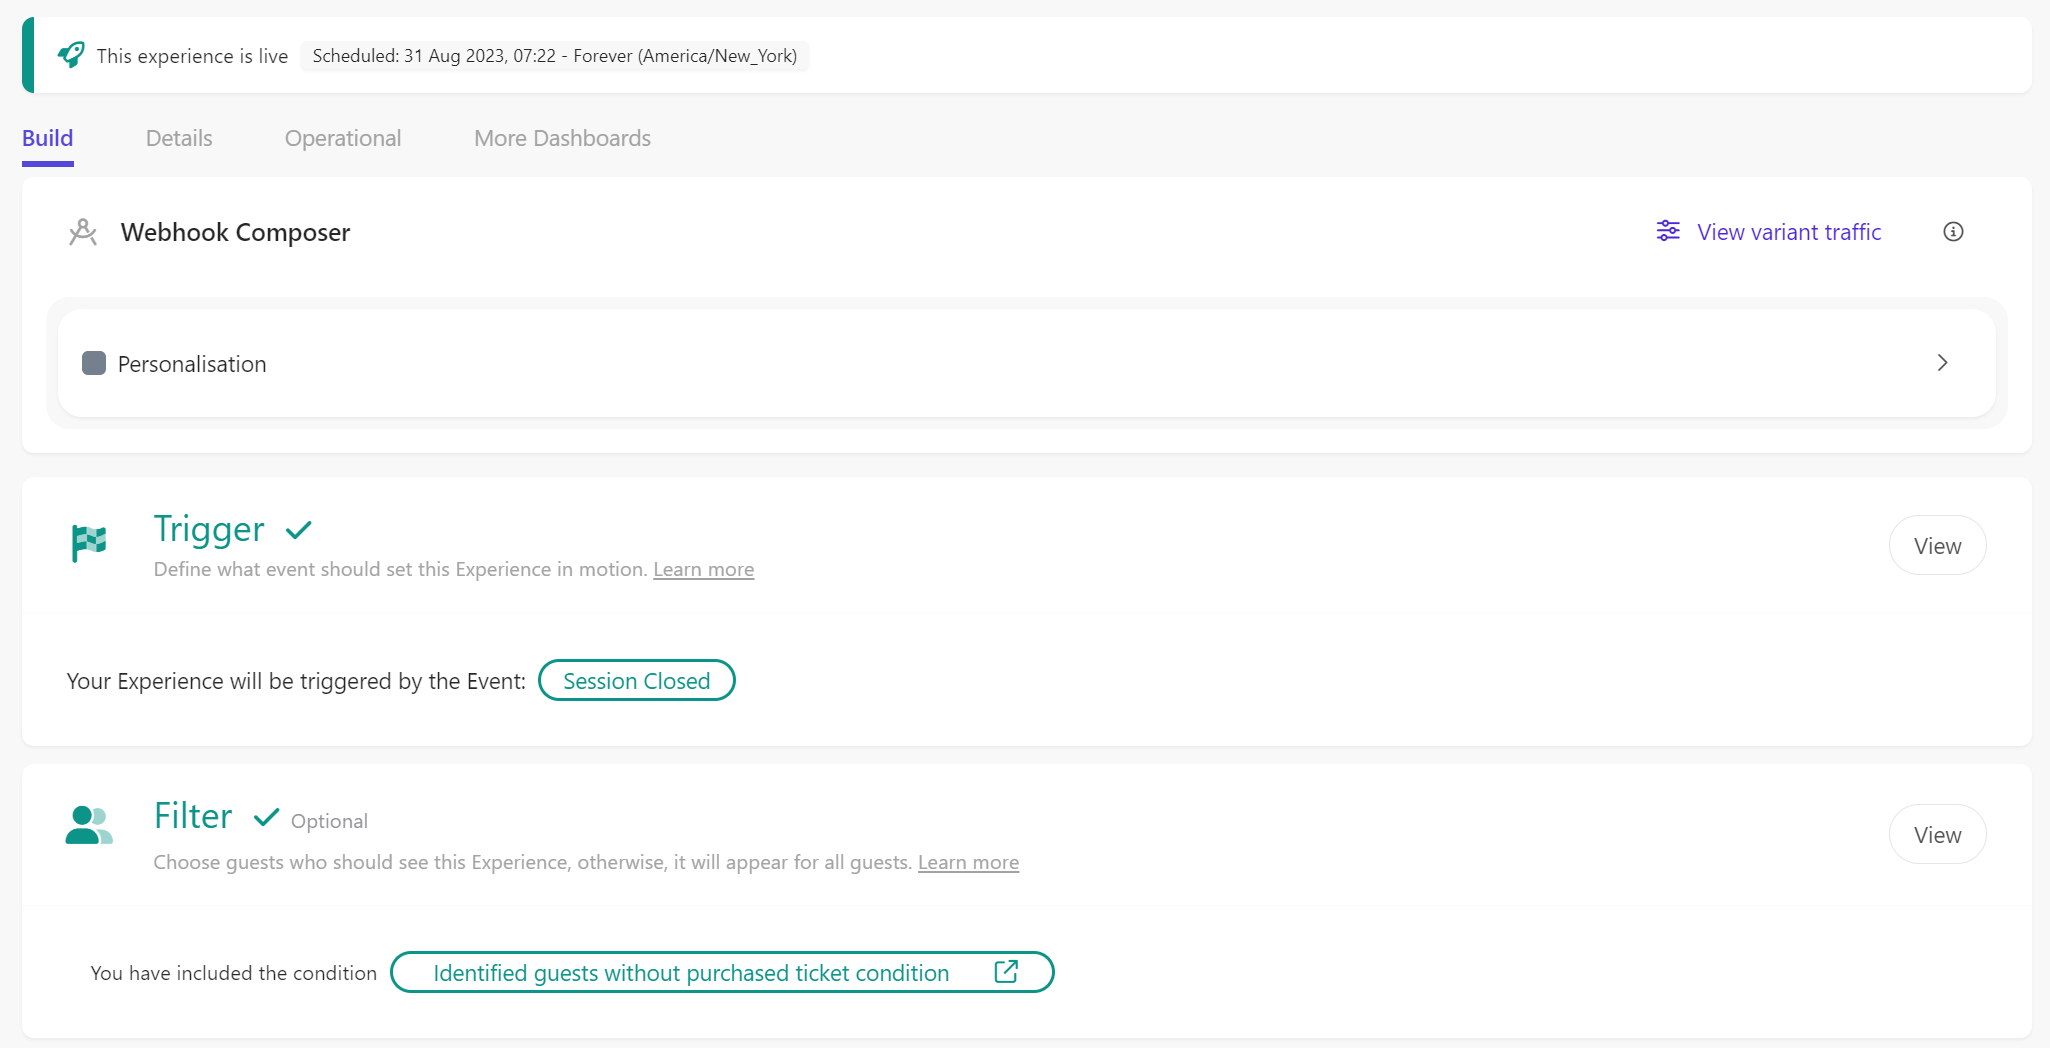 This experience is live Scheduled: 31 Aug 2023, 07:22 - Forever (America/New_York)
Build Details Operational More Dashboards
Webhook Composer View variant traffic
Personalisation
Trigger
Define what event should set this Experience in motion. Learn more
View
Your Experience will be triggered by the Event: Session Closed
Filter Optional
Choose guests who should see this Experience, otherwise, it will appear for all guests. Learn more
View
You have included the condition Identified guests without purchased ticket condition